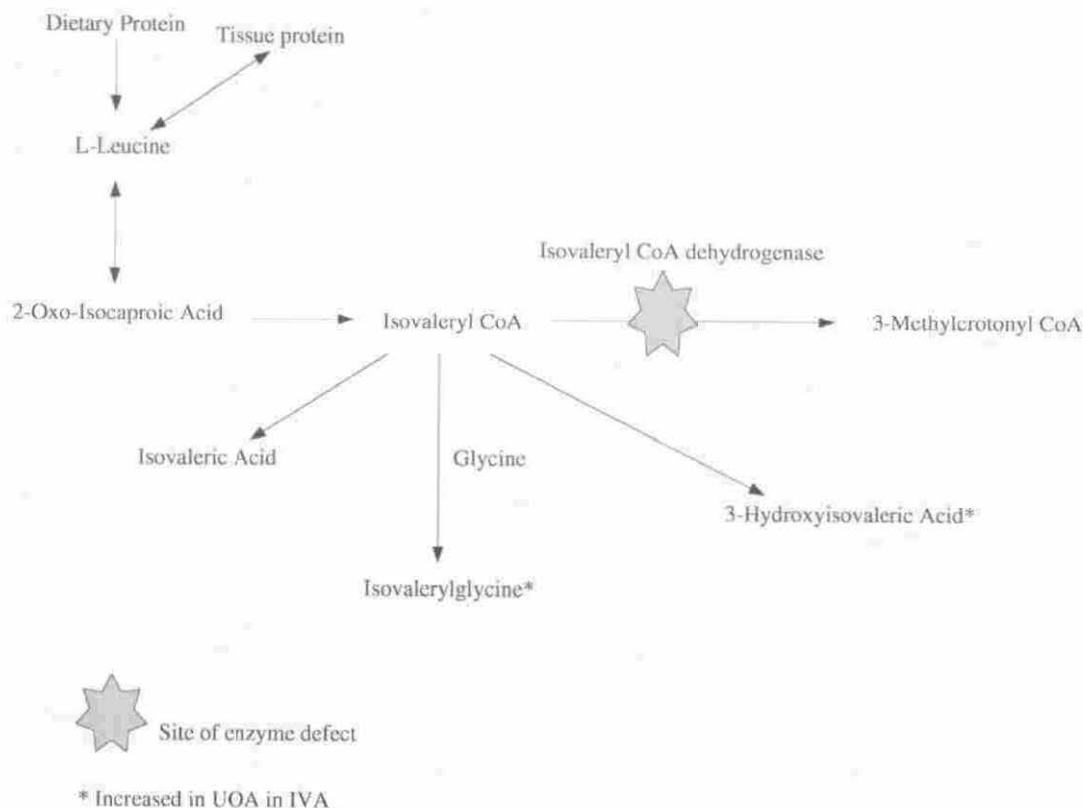 Dietary Protein
Tissue protein
L-Leucine
Isovaleryl CoA dehydrogenase
2-Oxo-Isocaproic Acid
Isovaleryl CoA
3-Methylcrotonyl CoA
Isovaleric Acid
Glycine
3-Hydroxyisovaleric Acid*
Isovalerylglycine*
Site of enzyme defect
* Increased in UOA in IVA